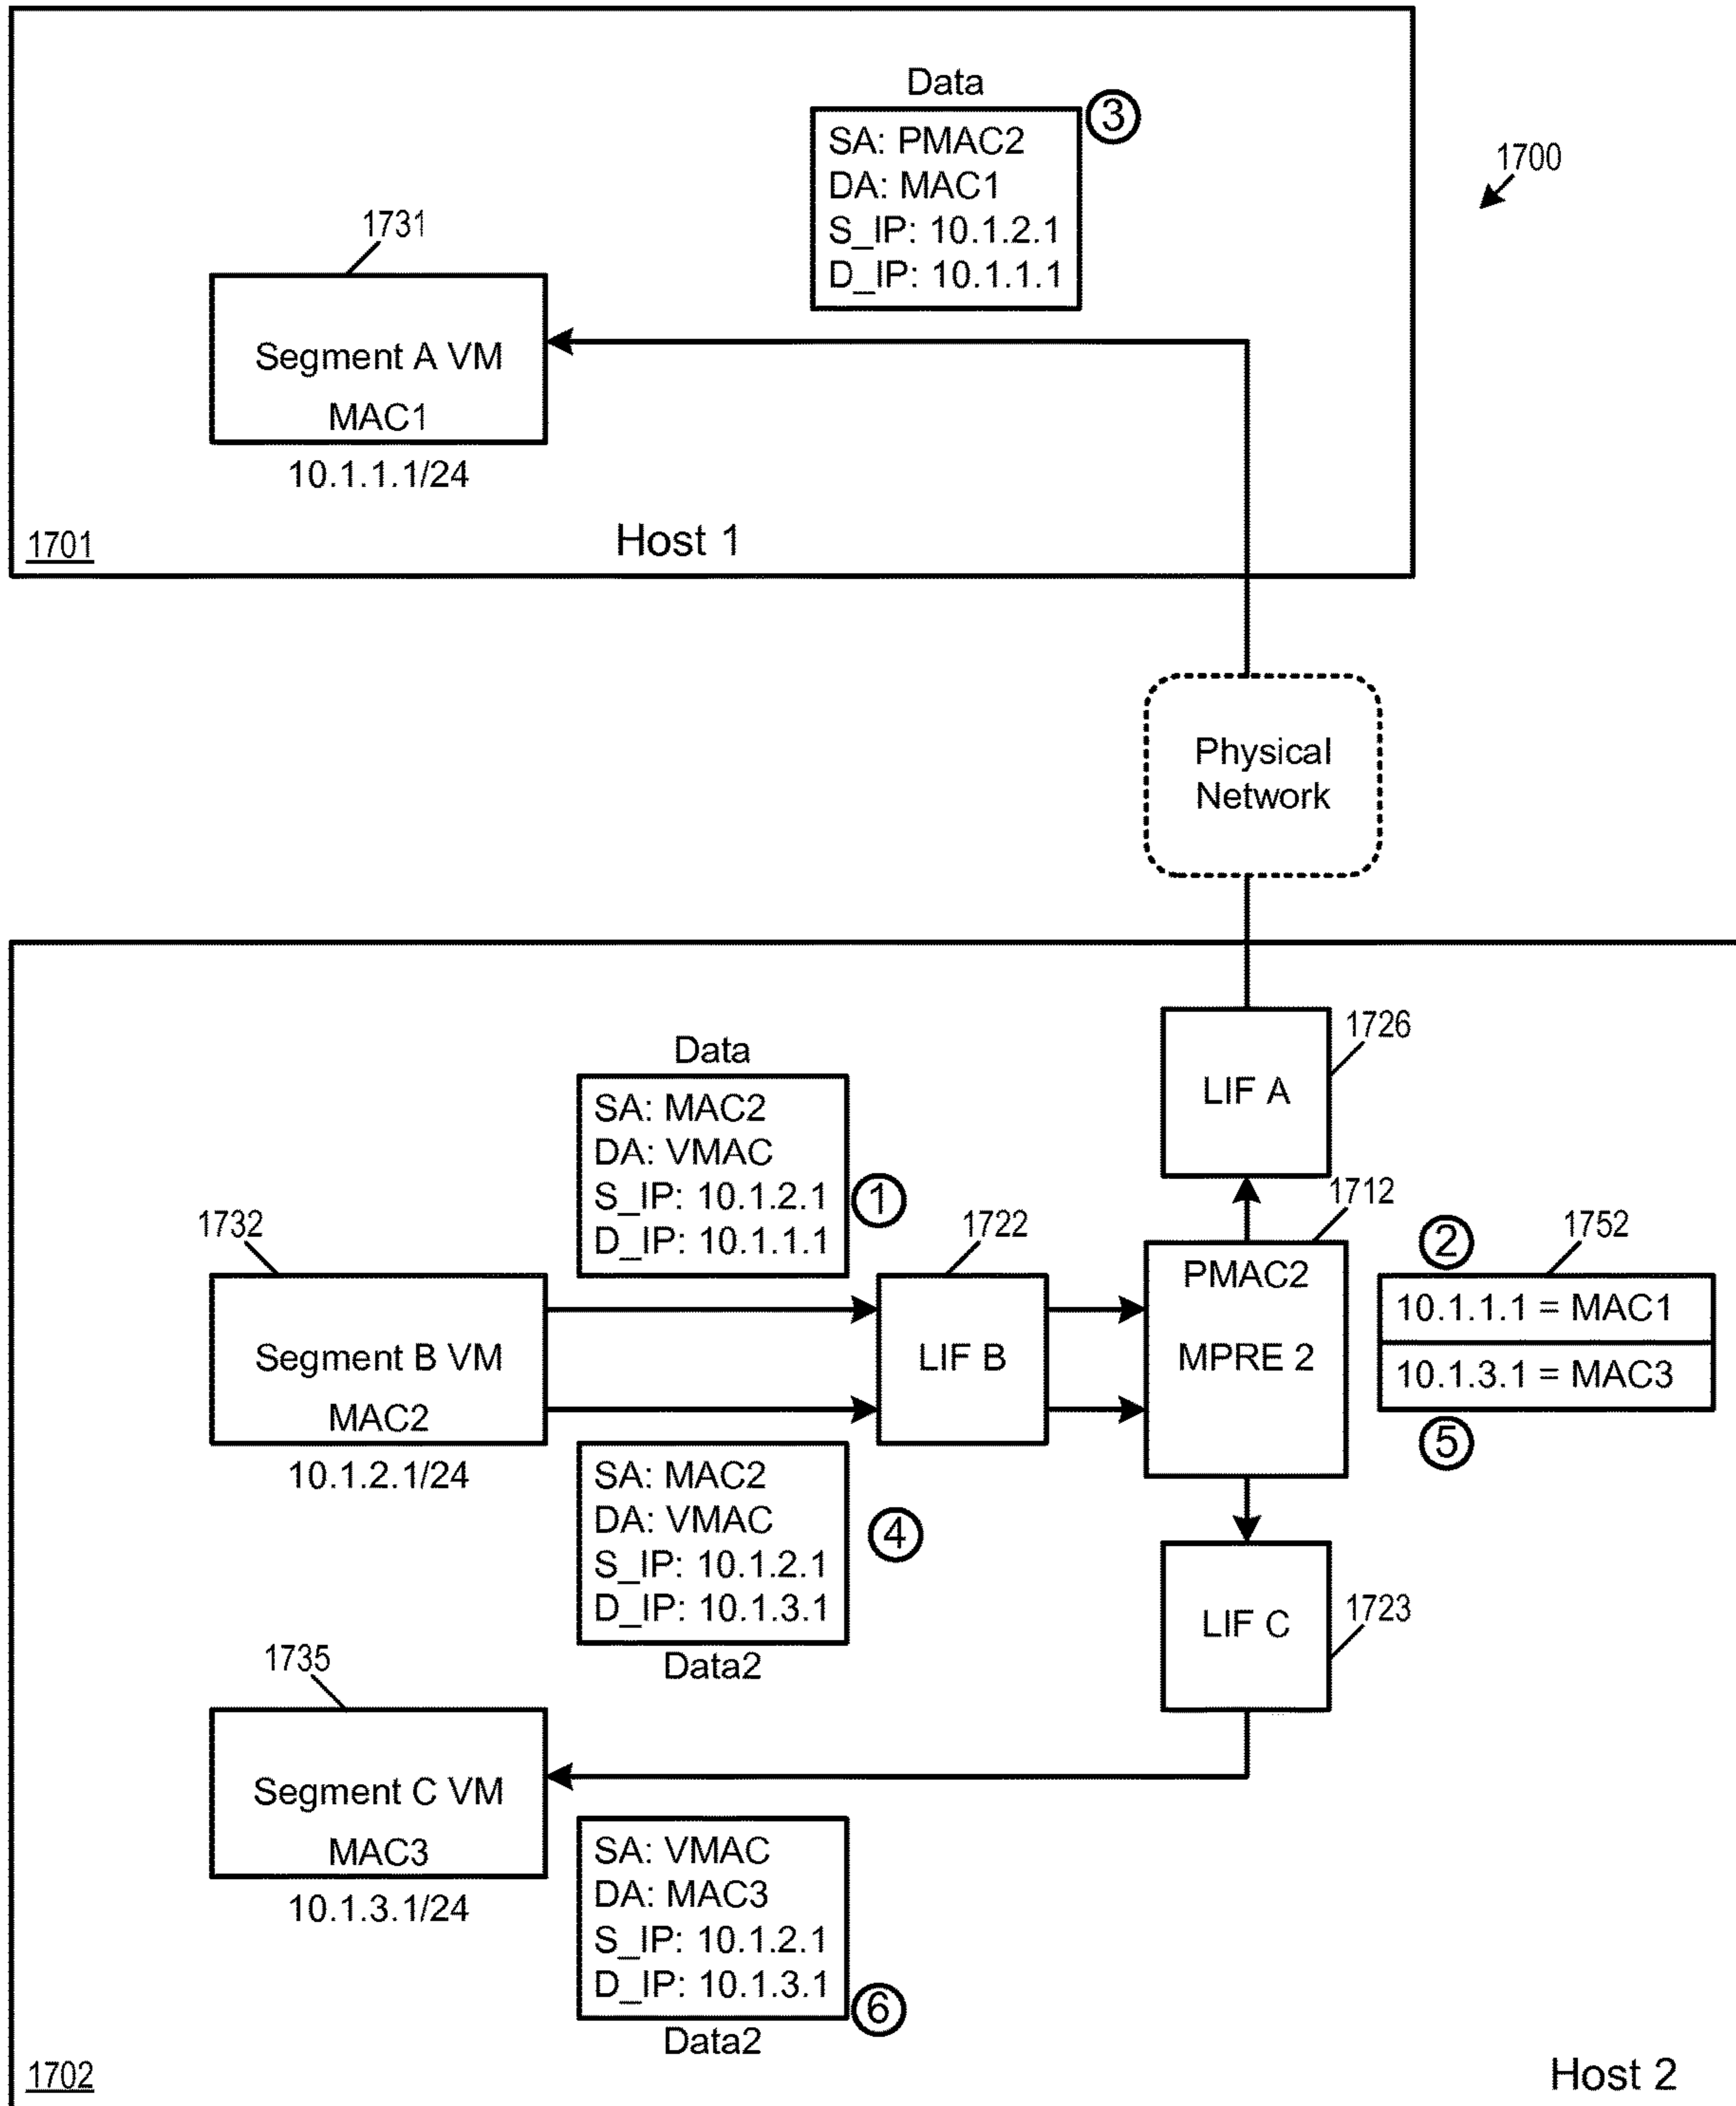 Data
③
SA: PMAC2
DA: MAC1
S_IP: 10.1.2.1
D_IP: 10.1.1.1
1700
1731
Segment A VM
MAC1
10.1.1.1/24
1701
Host 1
Physical
Network
1726
LIF A
Data
SA: MAC2
DA: VMAC
S_IP: 10.1.2.1
D_IP: 10.1.1.1
①
1732
1722
1712
②
1752
Segment B VM
MAC2
10.1.2.1/24
LIF B
PMAC2
MPRE 2
10.1.1.1 = MAC1
10.1.3.1 = MAC3
⑤
SA: MAC2
DA: VMAC
S_IP: 10.1.2.1
D_IP: 10.1.3.1
④
Data2
LIF C
1723
1735
Segment C VM
MAC3
10.1.3.1/24
SA: VMAC
DA: MAC3
S_IP: 10.1.2.1
D_IP: 10.1.3.1
⑥
Data2
1702
Host 2